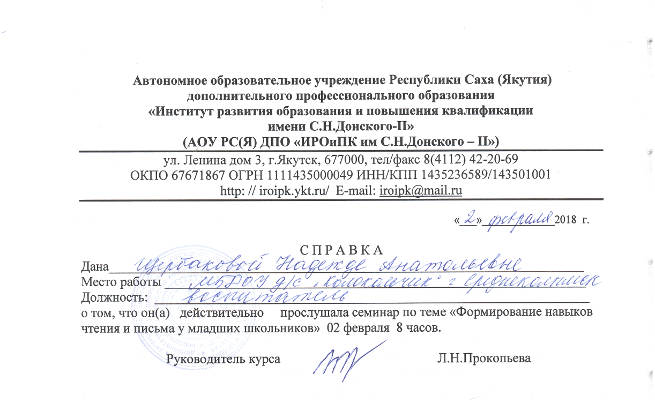 Автономное образовательное учреждение Республики Саха (Якутия)
дополнительного профессионального образования
«Институт развития образования и повышения квалификации
имени С.Н.Донского-II»
(АОУ РС(Я) ДПО «ИРОиПК им С.Н.Донского – II»)
ул. Ленина дом 3, г.Якутск, 677000, тел/факс 8(4112) 42-20-69
ОКПО 67671867 ОГРН 1111435000049 ИНН/КПП 1435236589/143501001
http: // iroipk.ykt.ru/ E-mail: iroipk@mail.ru
« 2 » февраля 2018 г.
С П Р А В К А
Дана Щербаковой Надежде Анатольевне
Место работы МБДОУ д/с "Колокольчик" г Среднеколымск
Должность: воспитатель
о том, что он(а) действительно прослушала семинар по теме «Формирование навыков
чтения и письма у младших школьников» 02 февраля 8 часов.
Руководитель курса Л.Н.Прокопьева